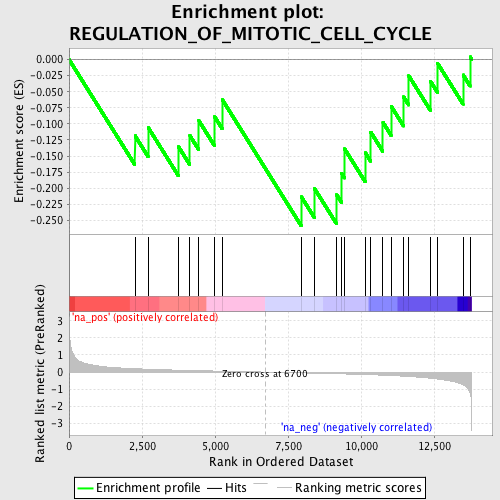 Enrichment plot:
REGULATION_OF_MITOTIC_CELL_CYCLE
Enrichment score (ES)
0.000
-0.025
-0.050
-0.075
-0.100
-0.125
-0.150
-0.175
-0.200
-0.225
-0.250
Ranked list metric (PreRanked)
3
2
1
0
-1
-2
-3
'na_pos' (positively correlated)
Zero cross at 6700
'na_neg' (negatively correlated)
0
2,500
5,000
7,500
10,000
12,500
Rank in Ordered Dataset
Enrichment profile
Hits
Ranking metric scores